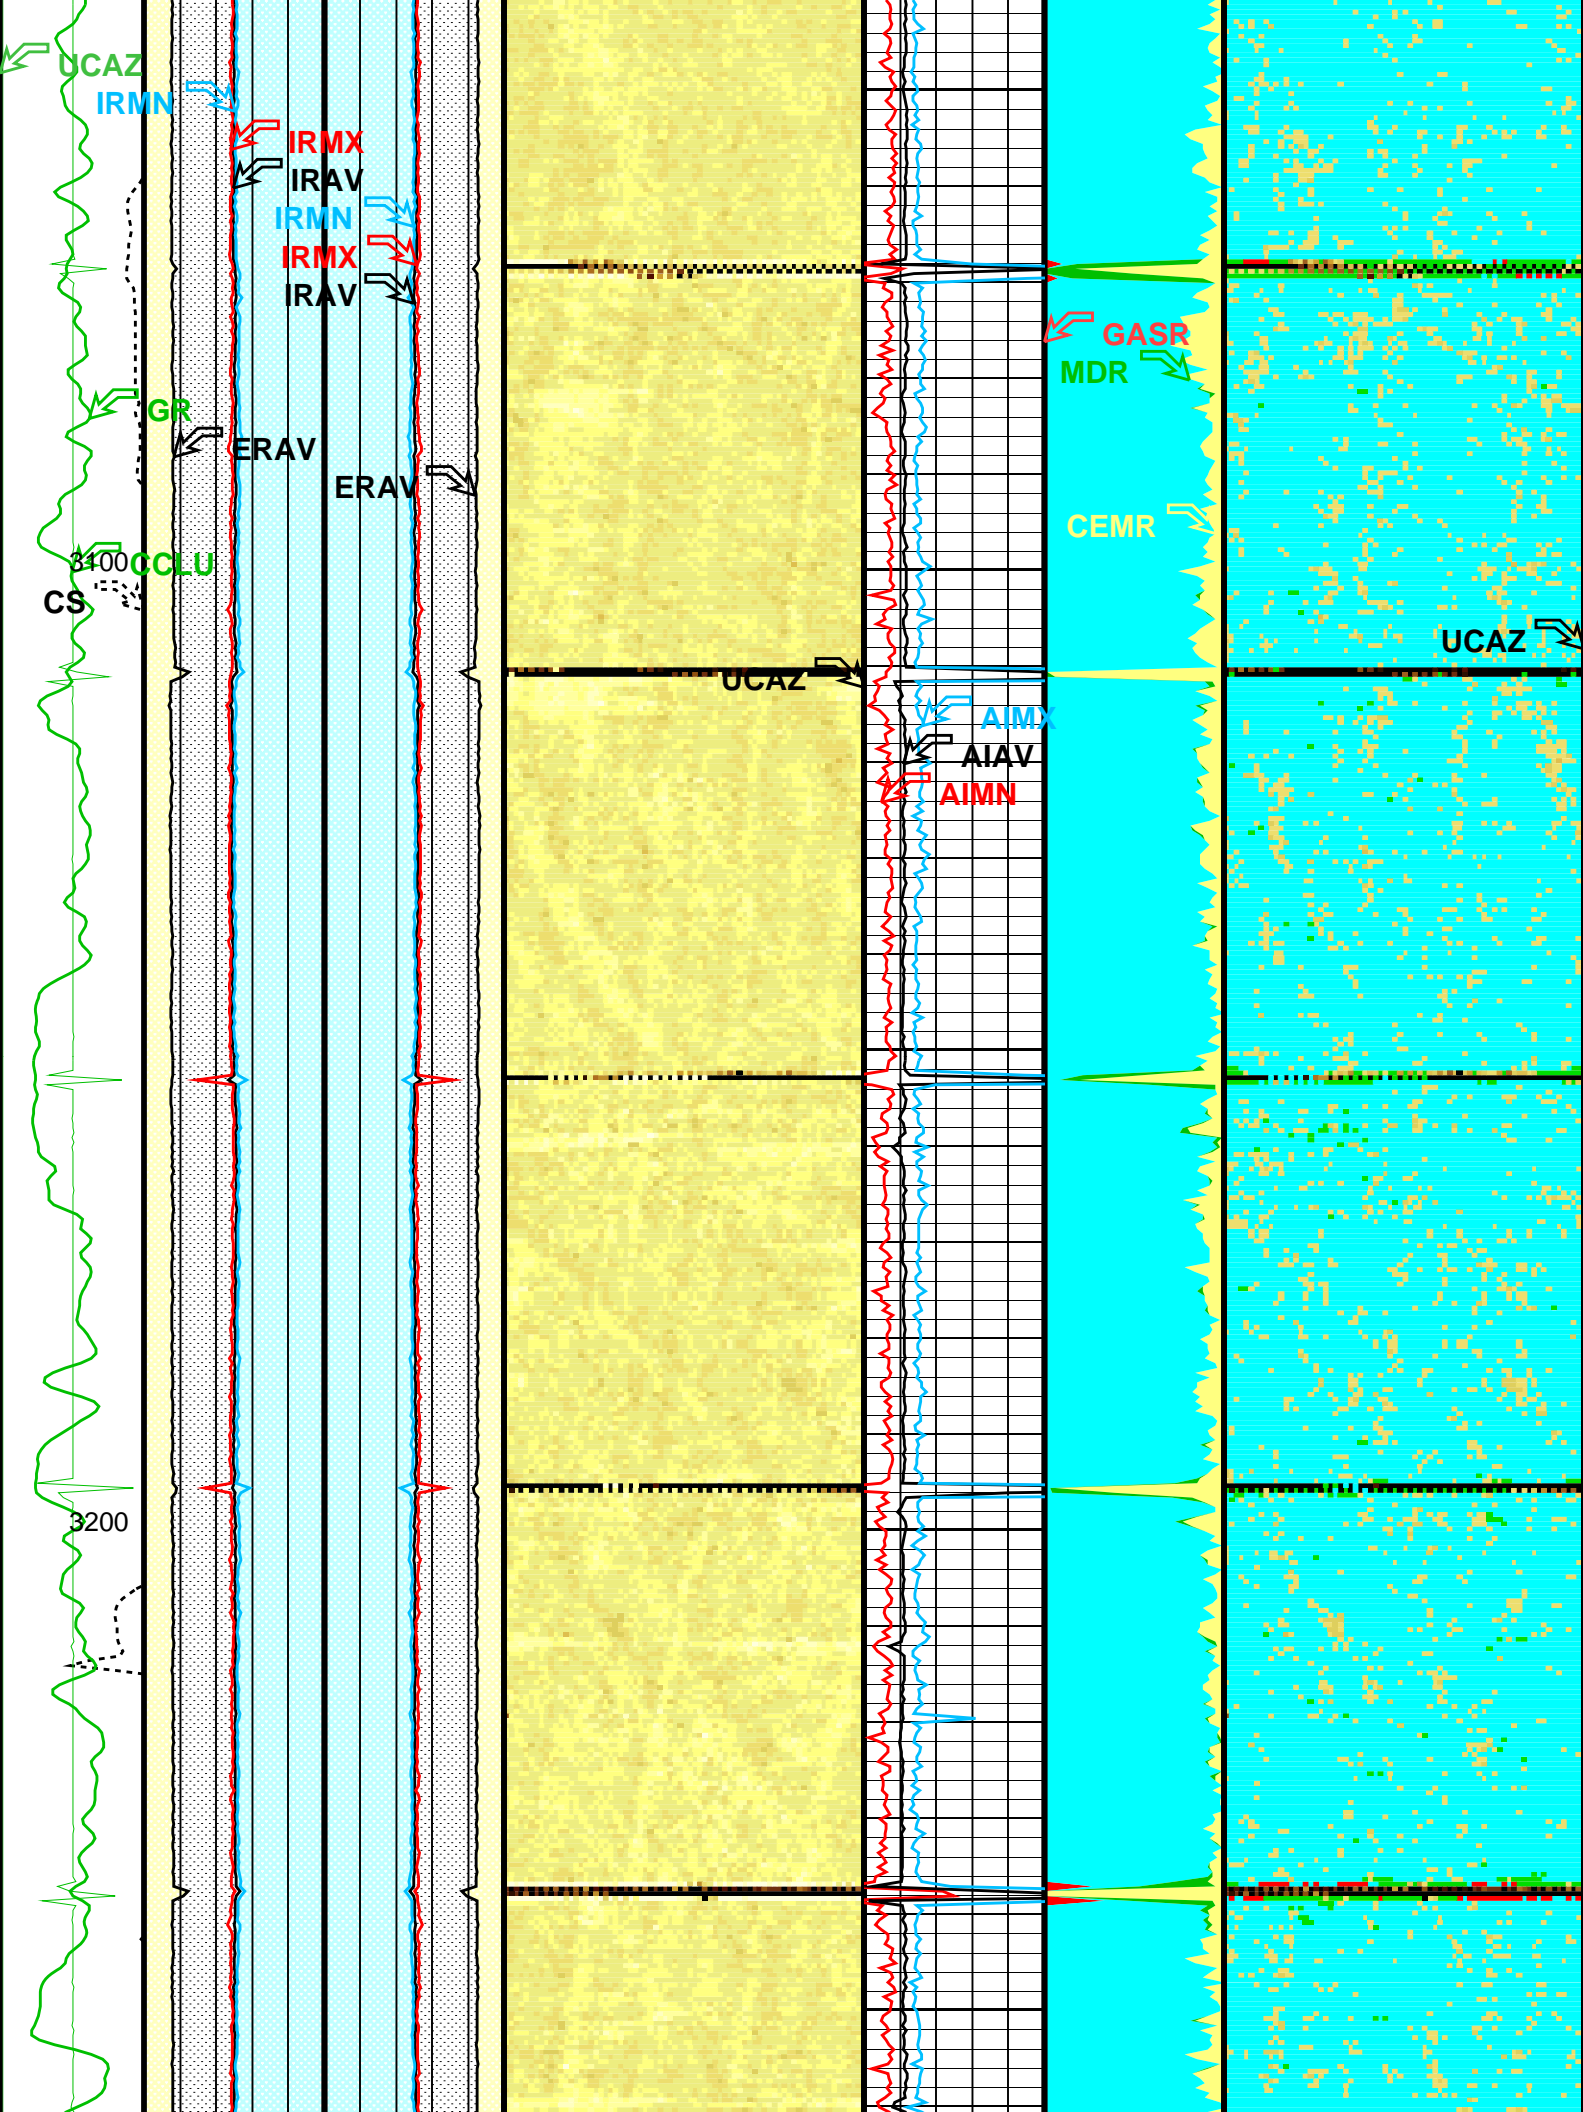 UCAZ
IRMN
IRMX
IRAV
IRMN
IRMX
IRAV
GASR
MDR
GR
ERAV
ERAV
CEMR
3100 CCLU
CS
UCAZ
UCAZ
AIMX
AIAV
AIMN
3200